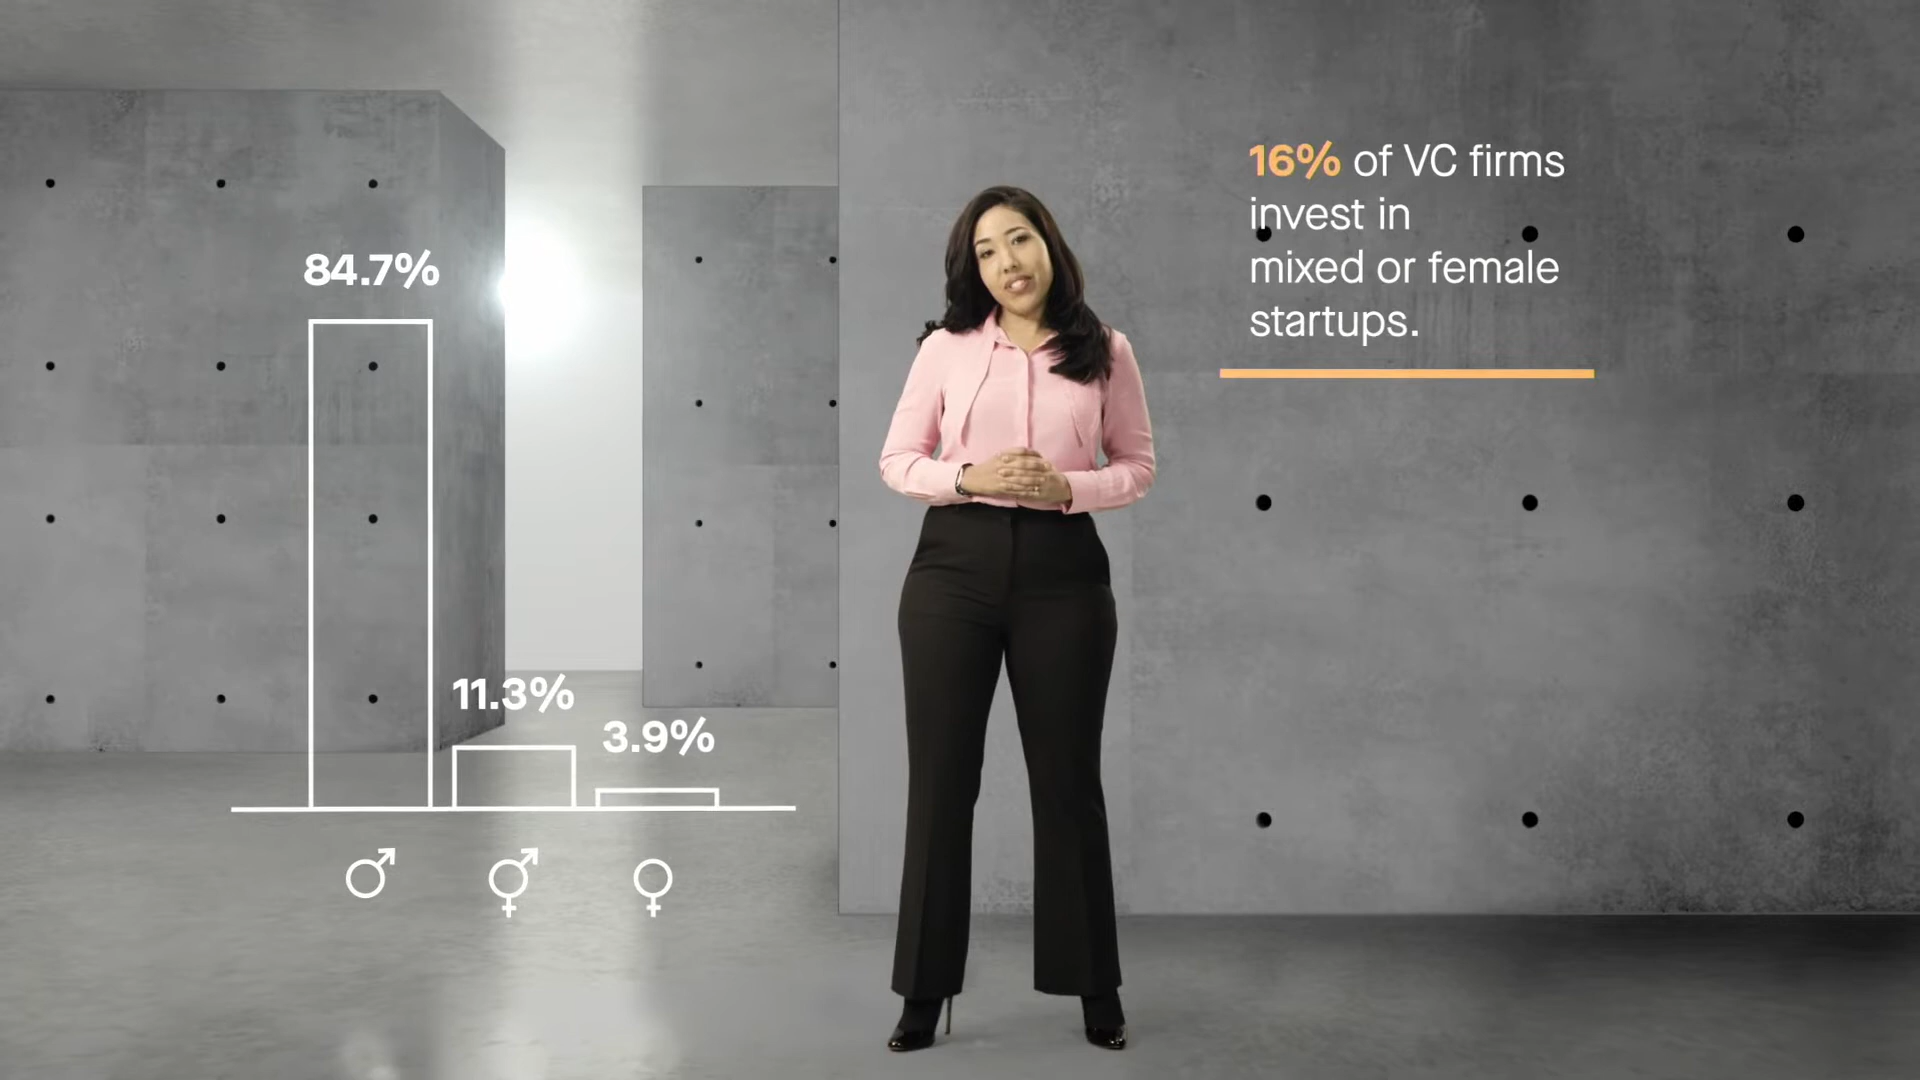 84.7%
11.3%
3.9%
16% of VC firms
invest in
mixed or female
startups.